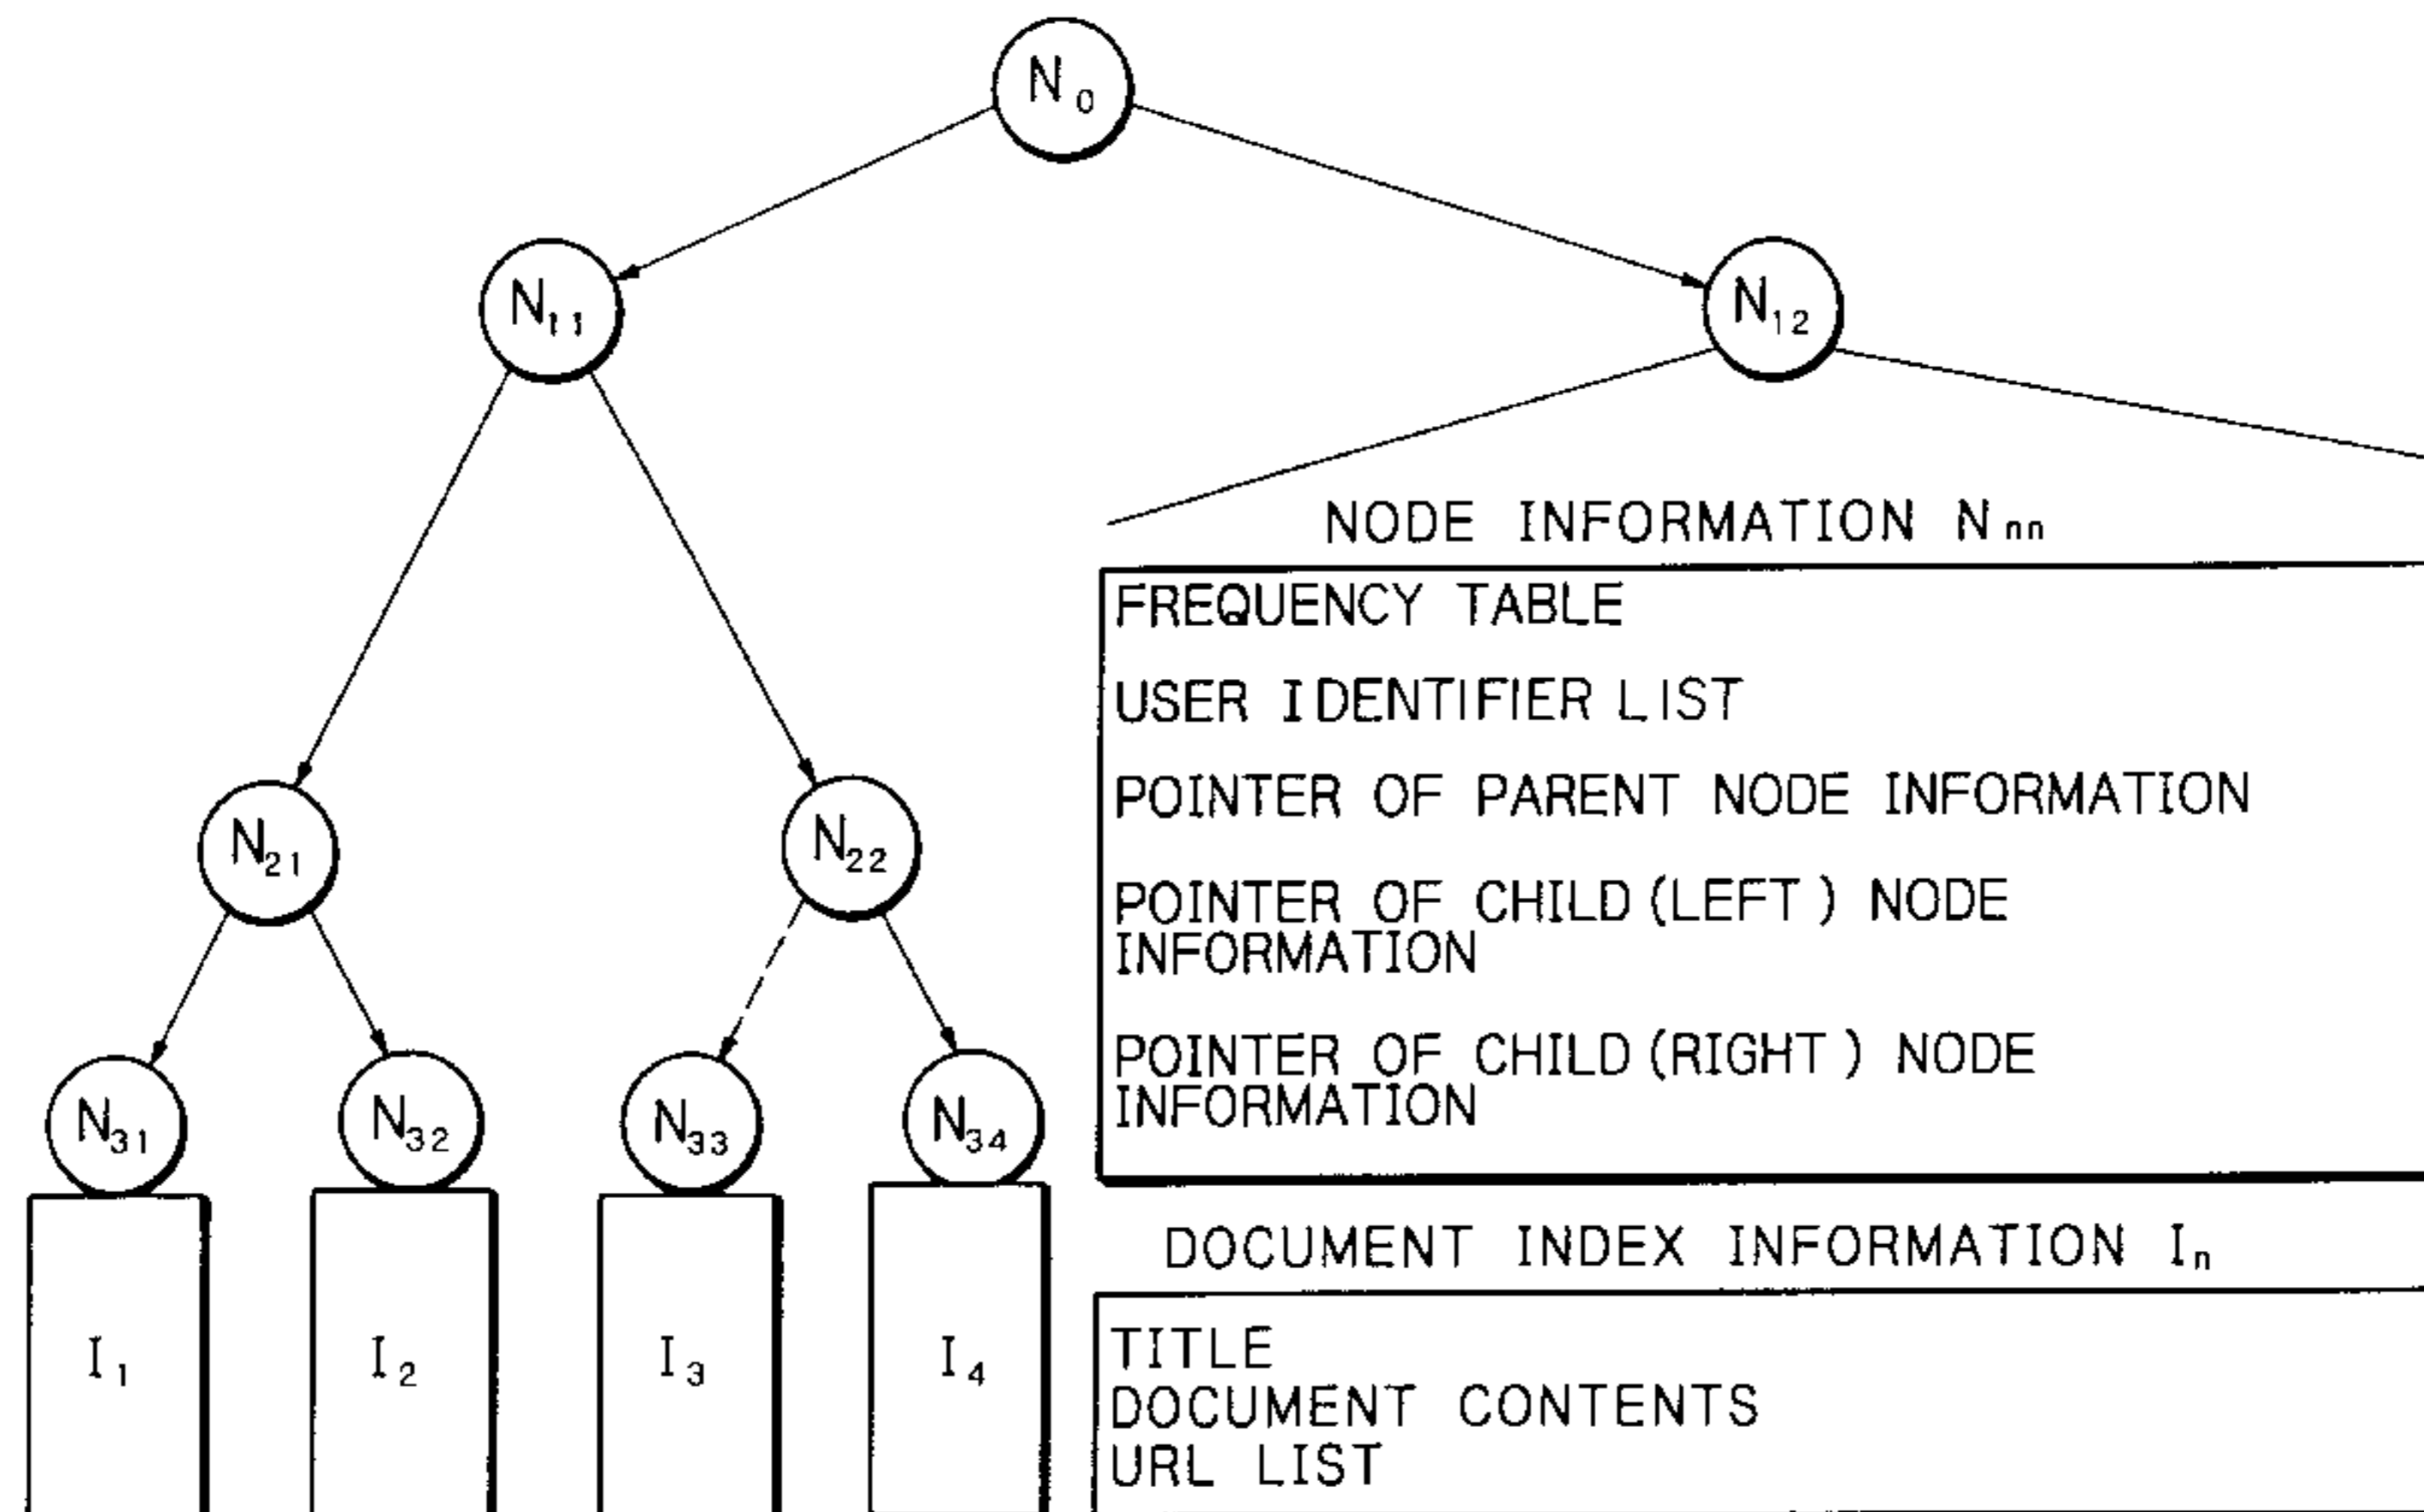 N0
N11
N12
N21
N22
N31
N32
N33
N34
I1
I2
I3
I4
NODE INFORMATION Nnn
FREQUENCY TABLE
USER IDENTIFIER LIST
POINTER OF PARENT NODE INFORMATION
POINTER OF CHILD (LEFT) NODE
INFORMATION
POINTER OF CHILD (RIGHT) NODE
INFORMATION
DOCUMENT INDEX INFORMATION In
TITLE
DOCUMENT CONTENTS
URL LIST